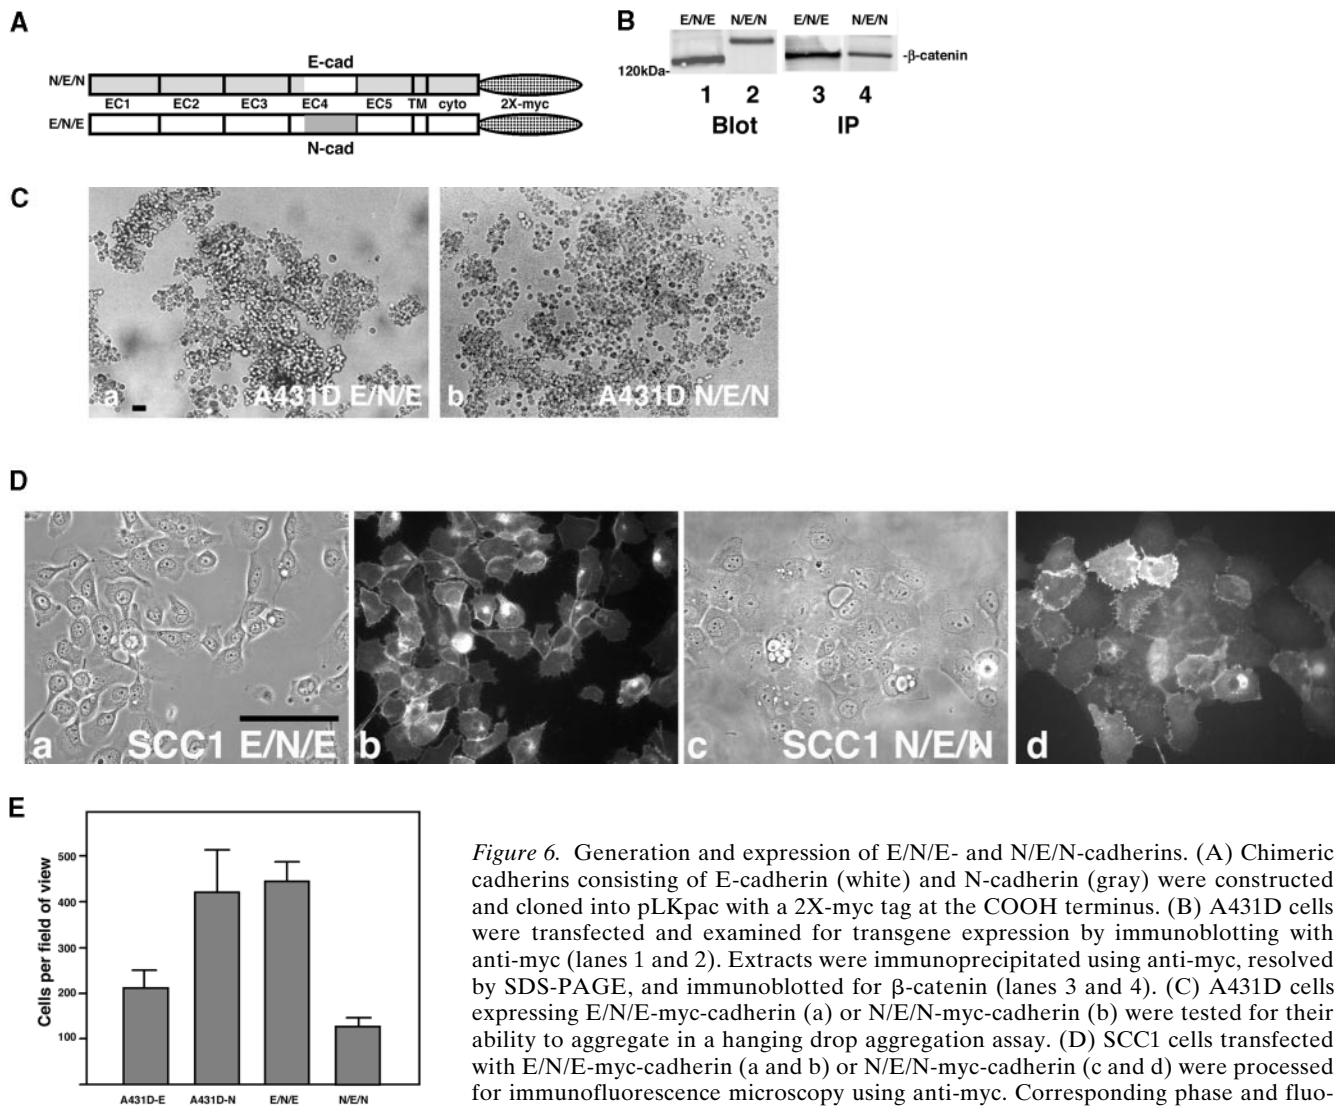 A
E-cad
N/E/N
EC1 EC2 EC3 EC4 EC5 TM cyto 2X-myc
E/N/E
N-cad
B
E/N/E N/E/N E/N/E N/E/N
120kDa-
-β-catenin
1 2 3 4
Blot IP
C
a A431D E/N/E
b A431D N/E/N
D
a SCC1 E/N/E
b
c SCC1 N/E/N
d
E
Cells per field of view
500
400
300
200
100
A431D-E A431D-N E/N/E N/E/N
Figure 6. Generation and expression of E/N/E- and N/E/N-cadherins. (A) Chimeric
cadherins consisting of E-cadherin (white) and N-cadherin (gray) were constructed
and cloned into pLKpac with a 2X-myc tag at the COOH terminus. (B) A431D cells
were transfected and examined for transgene expression by immunoblotting with
anti-myc (lanes 1 and 2). Extracts were immunoprecipitated using anti-myc, resolved
by SDS-PAGE, and immunoblotted for β-catenin (lanes 3 and 4). (C) A431D cells
expressing E/N/E-myc-cadherin (a) or N/E/N-myc-cadherin (b) were tested for their
ability to aggregate in a hanging drop aggregation assay. (D) SCC1 cells transfected
with E/N/E-myc-cadherin (a and b) or N/E/N-myc-cadherin (c and d) were processed
for immunofluorescence microscopy using anti-myc. Corresponding phase and fluo-